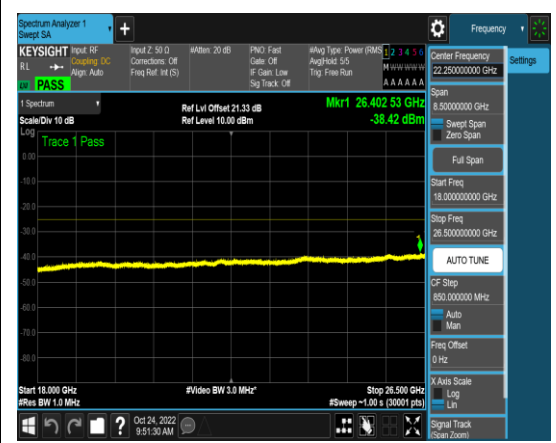 Spectrum Analyzer 1
Swept SA
+
Frequency
KEYSIGHT
RL
Input: RF
Coupling: DC
Align: Auto
Input Z: 50 Ω
Corrections: Off
Freq Ref: Int (S)
#Atten: 20 dB
PNO: Fast
Gate: Off
IF Gain: Low
Sig Track: Off
#Avg Type: Power (RMS)
Avg|Hold: 5/5
Trig: Free Run
1 2 3 4 5 6
M W W W W W
A A A A A A
LXI PASS
1 Spectrum
Scale/Div 10 dB
Ref Lvl Offset 21.33 dB
Ref Level 10.00 dBm
Mkr1 26.402 53 GHz
-38.42 dBm
Log
Trace 1 Pass
0.00
-10.0
-20.0
-30.0
-40.0
-50.0
-60.0
-70.0
-80.0
1
Start 18.000 GHz
#Res BW 1.0 MHz
#Video BW 3.0 MHz*
Stop 26.500 GHz
#Sweep ~1.00 s (30001 pts)
Center Frequency
22.250000000 GHz
Settings
Span
8.50000000 GHz
Swept Span
Zero Span
Full Span
Start Freq
18.000000000 GHz
Stop Freq
26.500000000 GHz
AUTO TUNE
CF Step
850.000000 MHz
Auto
Man
Freq Offset
0 Hz
X Axis Scale
Log
Lin
Signal Track
(Span Zoom)
?
Oct 24, 2022
9:51:30 AM